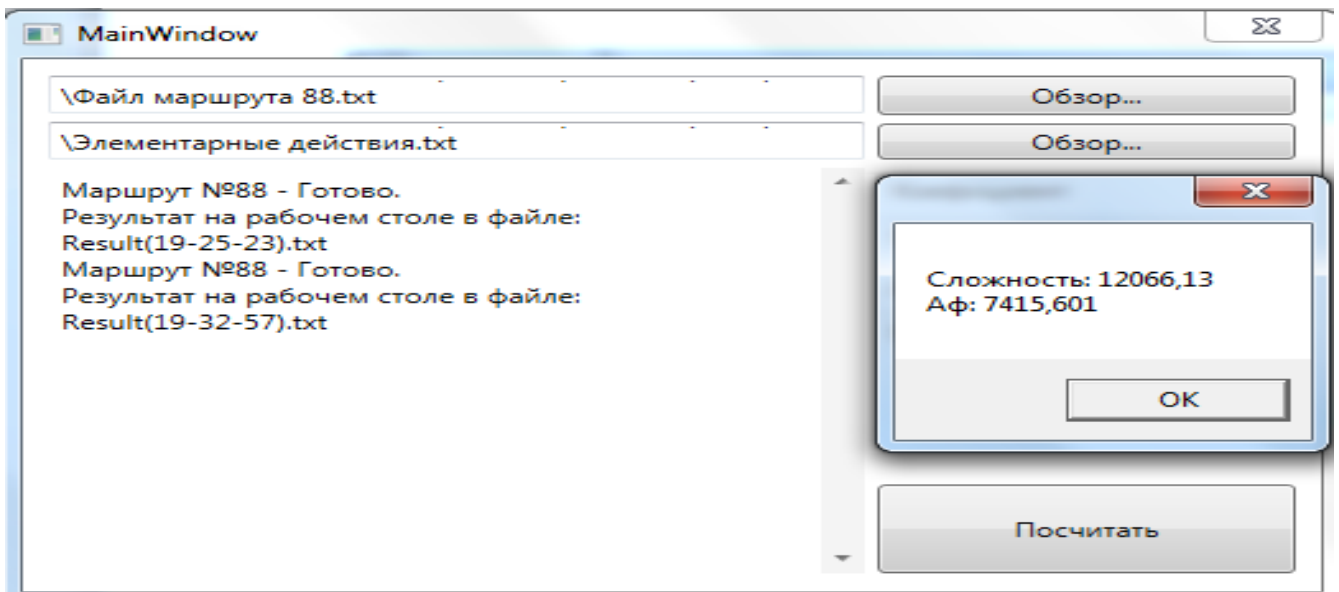 MainWindow
\Файл маршрута 88.txt
Обзор...
\Элементарные действия.txt
Обзор...
Маршрут №88 - Готово.
Результат на рабочем столе в файле:
Result(19-25-23).txt
Маршрут №88 - Готово.
Результат на рабочем столе в файле:
Result(19-32-57).txt
Сложность: 12066,13
Аф: 7415,601
OK
Посчитать